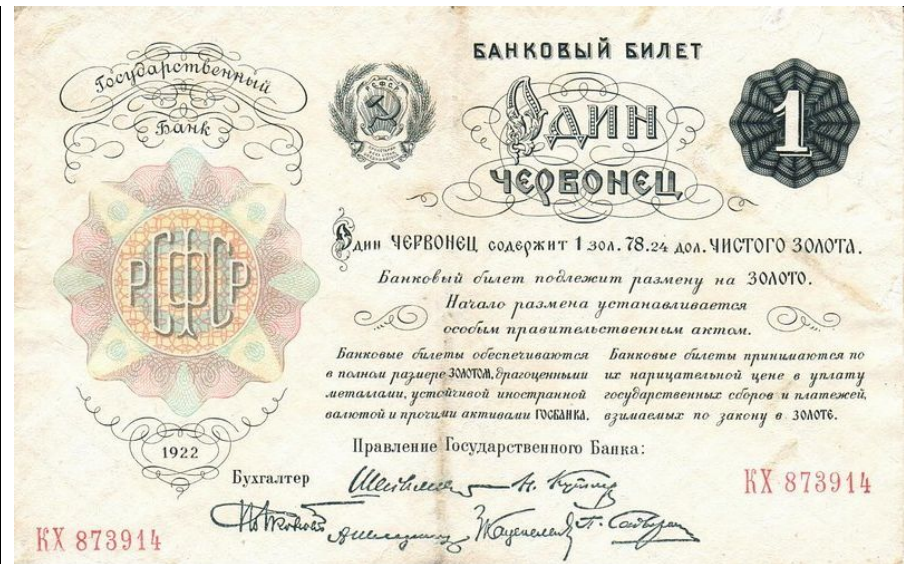 Государственный
Банк
БАНКОВЫЙ БИЛЕТ
РСФСР
ОДИН
ЧЕРВОНЕЦ
1
Один ЧЕРВОНЕЦ содержит 1 зол. 78.24 дол. ЧИСТОГО ЗОЛОТА.
Банковый билет подлежит размену на ЗОЛОТО.
Начало размена устанавливается
особым правительственным актом.
РСФСР
Банковые билеты обеспечиваются
в полном размере ЗОЛОТОМ, драгоценными
металлами, устойчивой иностранной
валютой и прочими активами ГОСБАНКА.
Банковые билеты принимаются по
их нарицательной цене в уплату
государственных сборов и платежей,
взимаемых по закону в ЗОЛОТЕ.
1922
Правление Государственного Банка:
Бухгалтер
КХ 873914
КХ 873914